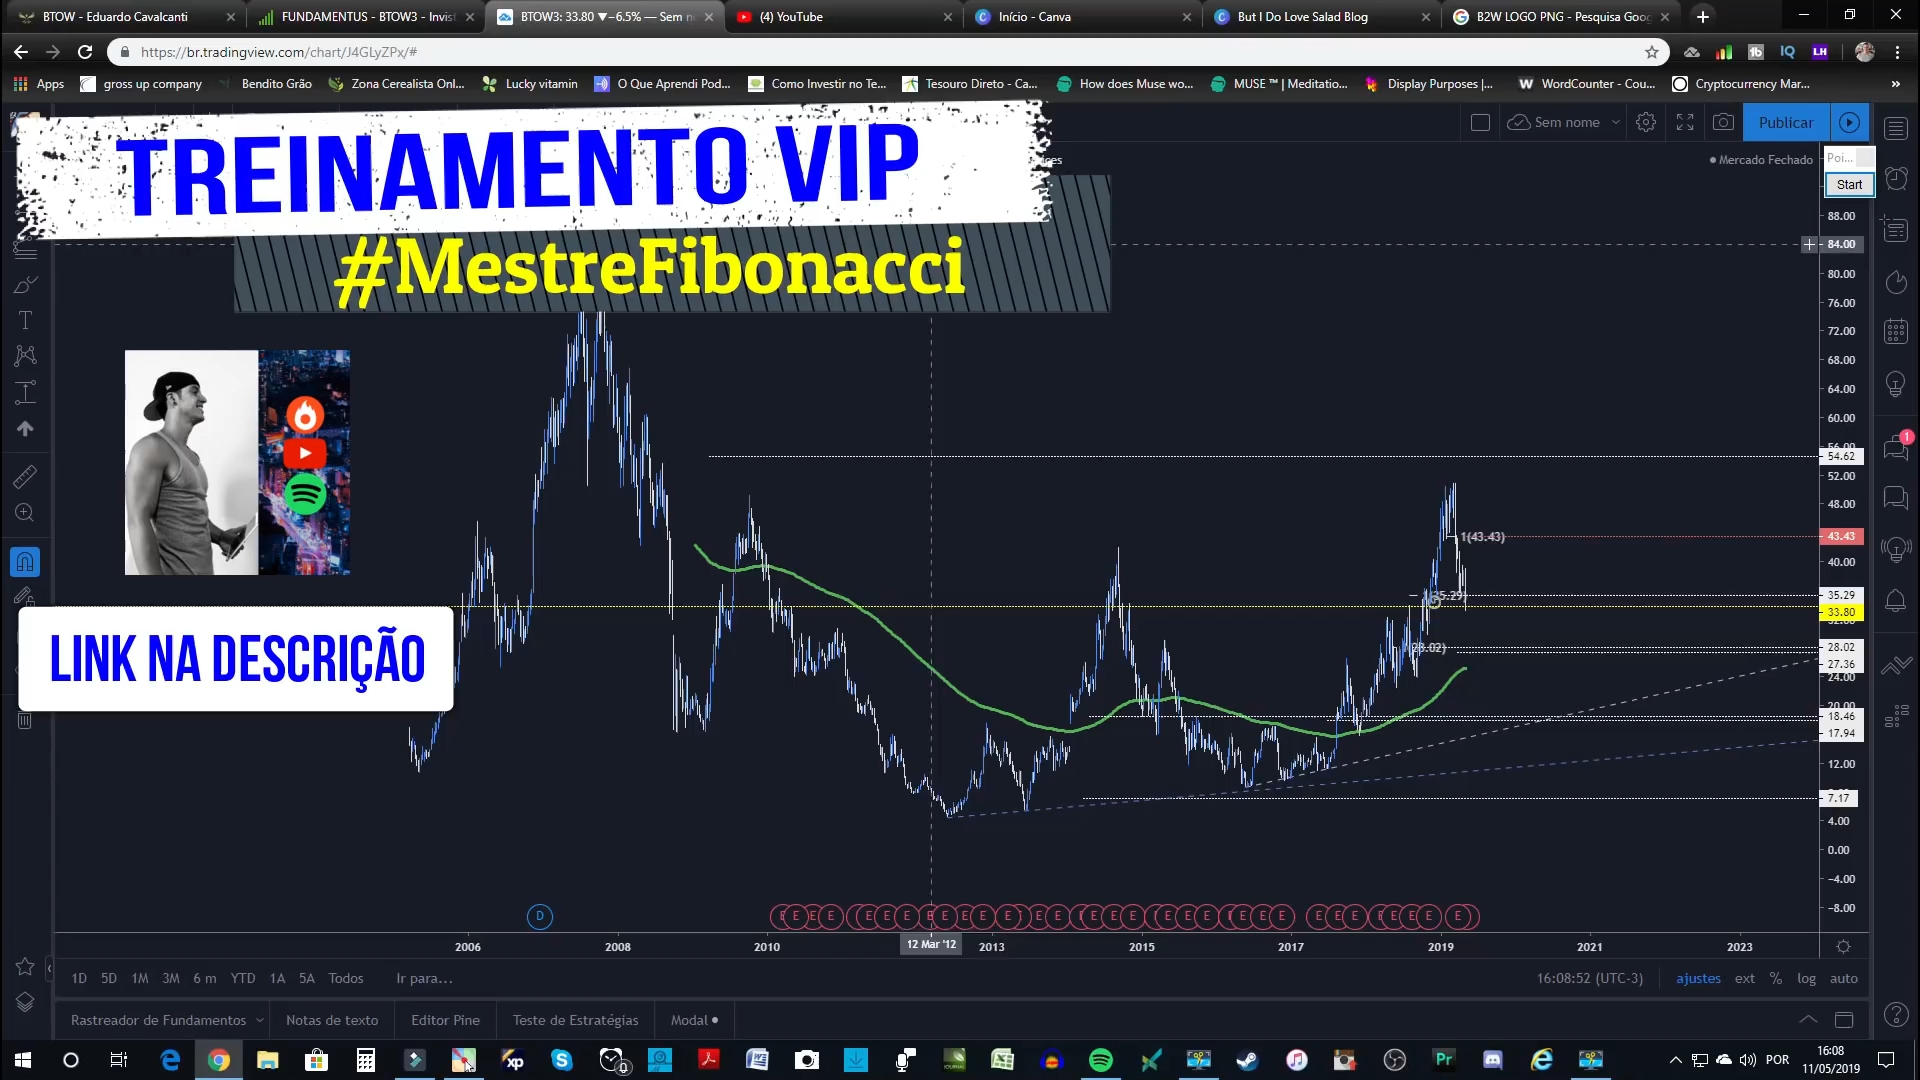 BTOW - Eduardo Cavalcanti
FUNDAMENTUS - BTOW3 - Invis
BTOW3: 33.80 ▼−6.5% — Sem n
(4) YouTube
Início - Canva
But I Do Love Salad Blog
B2W LOGO PNG - Pesquisa Goog
https://br.tradingview.com/chart/J4GLyZPx/#
Apps
gross up company
Bendito Grão
Zona Cerealista Onl...
Lucky vitamin
O Que Aprendi Pod...
Como Investir no Te...
Tesouro Direto - Ca...
How does Muse wo...
MUSE ™ | Meditatio...
Display Purposes |...
WordCounter - Cou...
Cryptocurrency Mar...
»
TREINAMENTO VIP
#MestreFibonacci
Sem nome
Publicar
Mercado Fechado
Poi...
Start
88.00
84.00
80.00
76.00
72.00
68.00
64.00
60.00
56.00
54.62
52.00
48.00
1(43.43)
43.43
40.00
35.29
33.80
28.02
27.36
24.00
20.00
18.46
17.94
12.00
7.17
4.00
0.00
−4.00
−8.00
LINK NA DESCRIÇÃO
D
E E E E E E E E E E E E E E E E E E E E E E E E E E E E E E E E
2006
2008
2010
12 Mar '12
2013
2015
2017
2019
2021
2023
1D 5D 1M 3M 6 m YTD 1A 5A Todos
Ir para...
16:08:52 (UTC-3)
ajustes ext % log auto
Rastreador de Fundamentos
Notas de texto
Editor Pine
Teste de Estratégias
Modal
xp
Pr
POR
16:08
11/05/2019